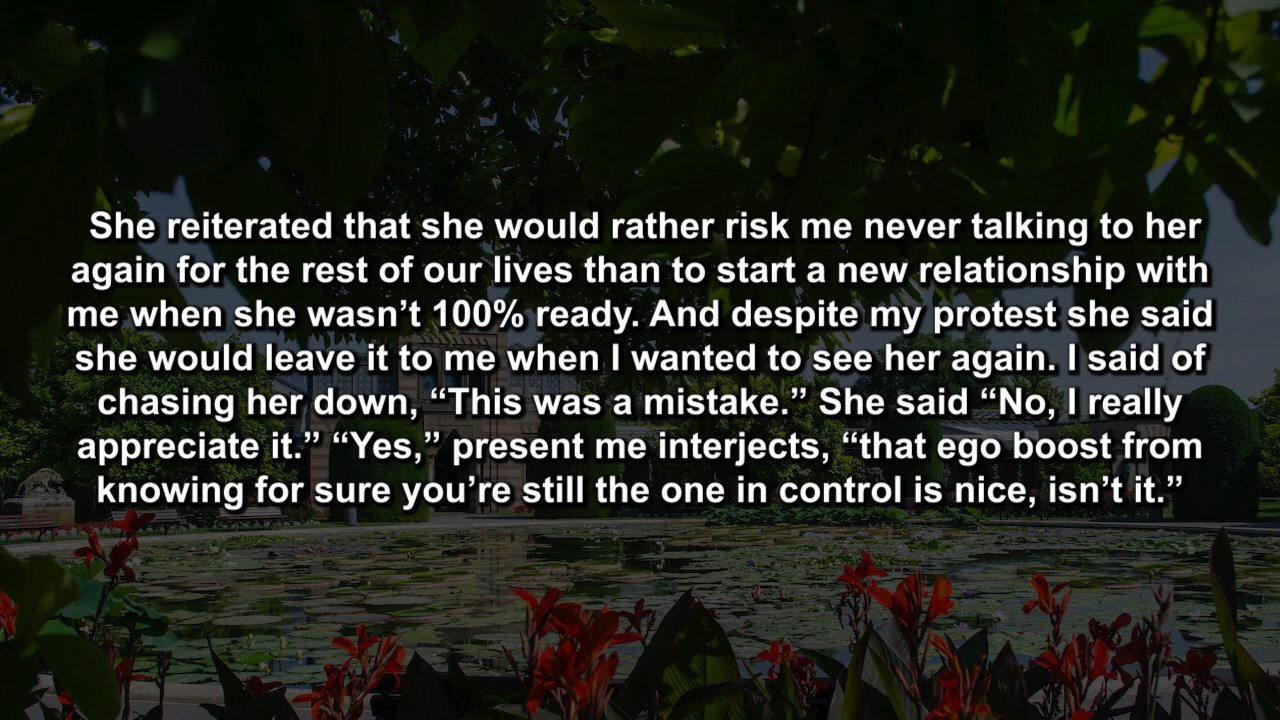 She reiterated that she would rather risk me never talking to her
again for the rest of our lives than to start a new relationship with
me when she wasn’t 100% ready. And despite my protest she said
she would leave it to me when I wanted to see her again. I said of
chasing her down, “This was a mistake.” She said “No, I really
appreciate it.” “Yes,” present me interjects, “that ego boost from
knowing for sure you’re still the one in control is nice, isn’t it.”